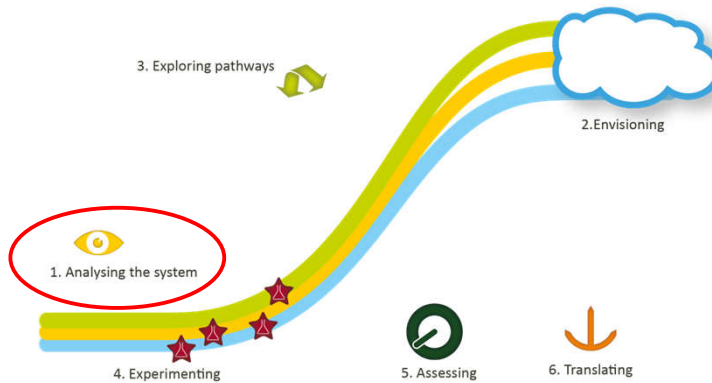 3. Exploring pathways
2.Envisioning
1. Analysing the system
4. Experimenting
5. Assessing
6. Translating